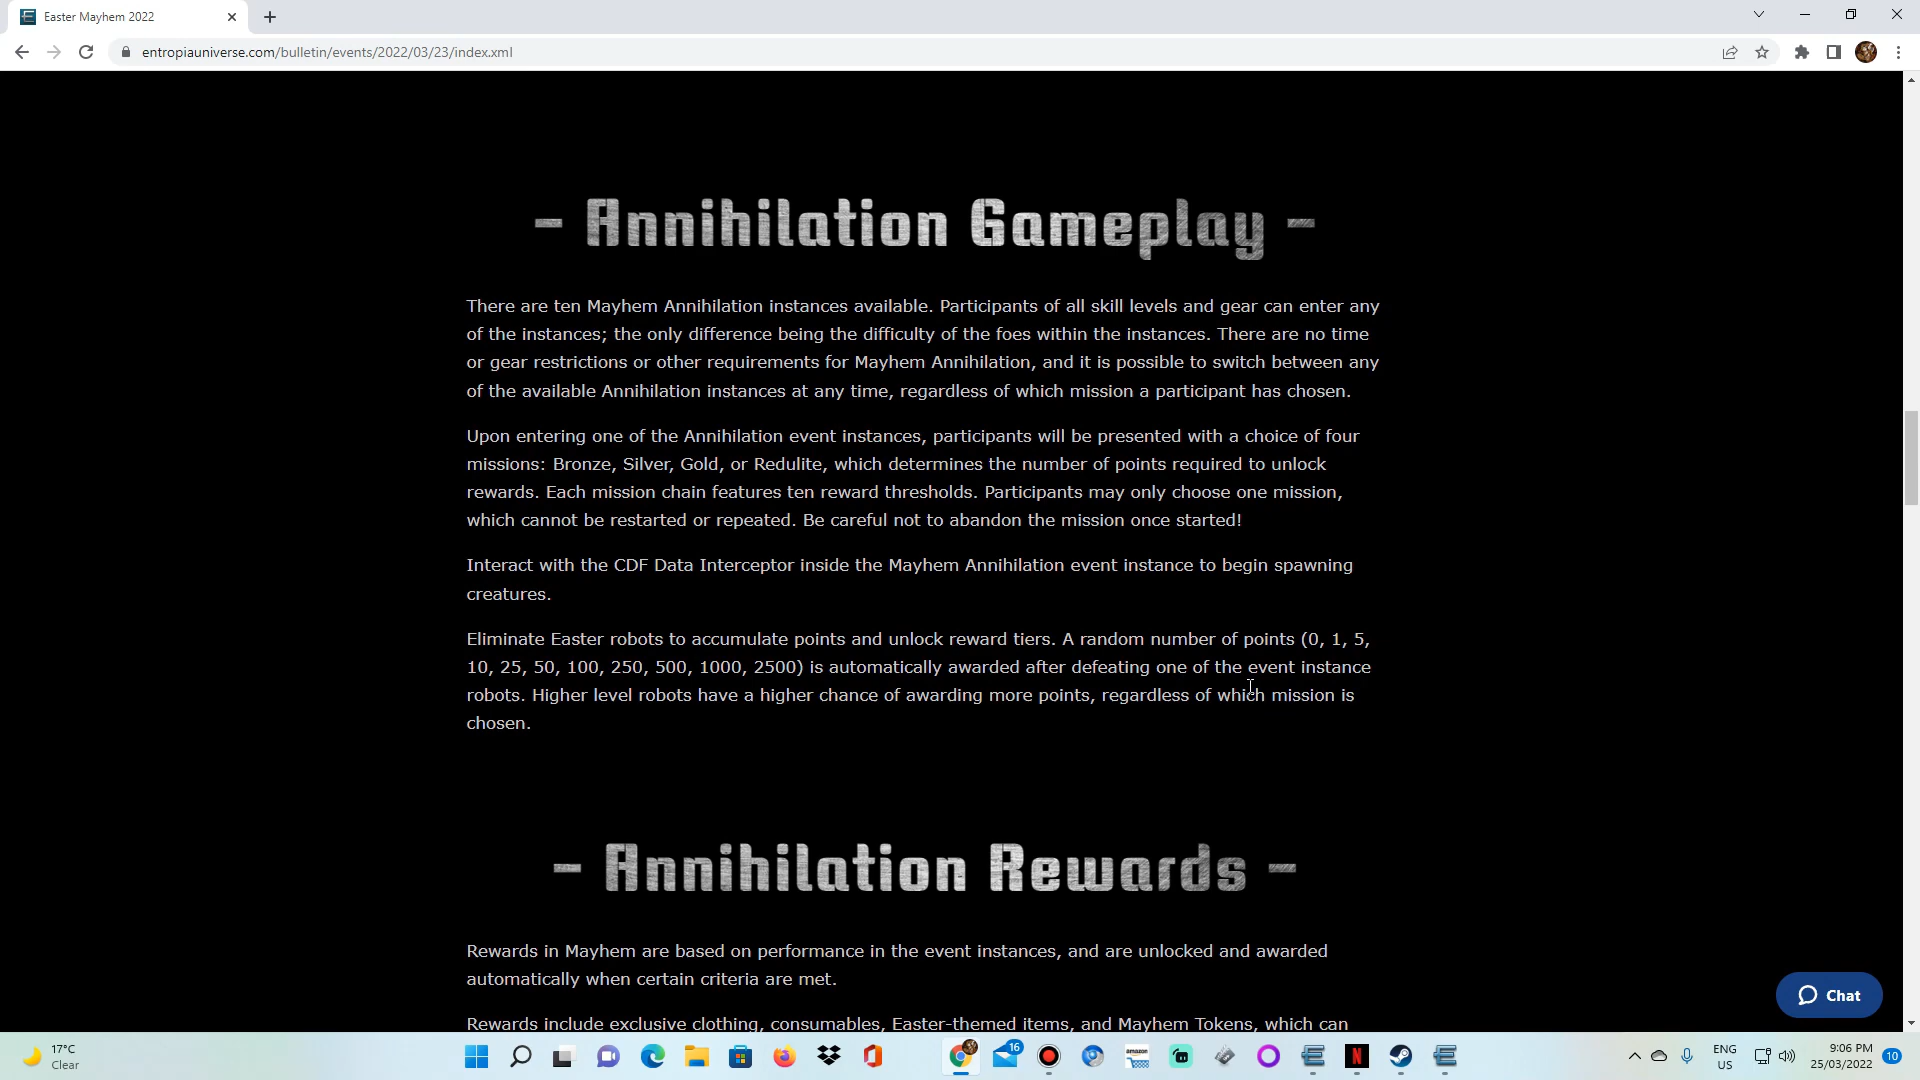 Easter Mayhem 2022
entropiauniverse.com/bulletin/events/2022/03/23/index.xml
- Annihilation Gameplay -
There are ten Mayhem Annihilation instances available. Participants of all skill levels and gear can enter any
of the instances; the only difference being the difficulty of the foes within the instances. There are no time
or gear restrictions or other requirements for Mayhem Annihilation, and it is possible to switch between any
of the available Annihilation instances at any time, regardless of which mission a participant has chosen.
Upon entering one of the Annihilation event instances, participants will be presented with a choice of four
missions: Bronze, Silver, Gold, or Redulite, which determines the number of points required to unlock
rewards. Each mission chain features ten reward thresholds. Participants may only choose one mission,
which cannot be restarted or repeated. Be careful not to abandon the mission once started!
Interact with the CDF Data Interceptor inside the Mayhem Annihilation event instance to begin spawning
creatures.
Eliminate Easter robots to accumulate points and unlock reward tiers. A random number of points (0, 1, 5,
10, 25, 50, 100, 250, 500, 1000, 2500) is automatically awarded after defeating one of the event instance
robots. Higher level robots have a higher chance of awarding more points, regardless of which mission is
chosen.
- Annihilation Rewards -
Rewards in Mayhem are based on performance in the event instances, and are unlocked and awarded
automatically when certain criteria are met.
Rewards include exclusive clothing, consumables, Easter-themed items, and Mayhem Tokens, which can
Chat
17°C
Clear
16
amazon
N
ENG
US
9:06 PM
25/03/2022
10